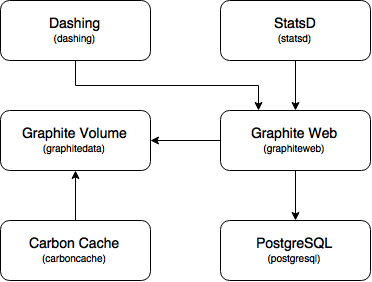 Dashing
(dashing)
StatsD
(statsd)
Graphite Volume
(graphitedata)
Graphite Web
(graphiteweb)
Carbon Cache
(carboncache)
PostgreSQL
(postgresql)